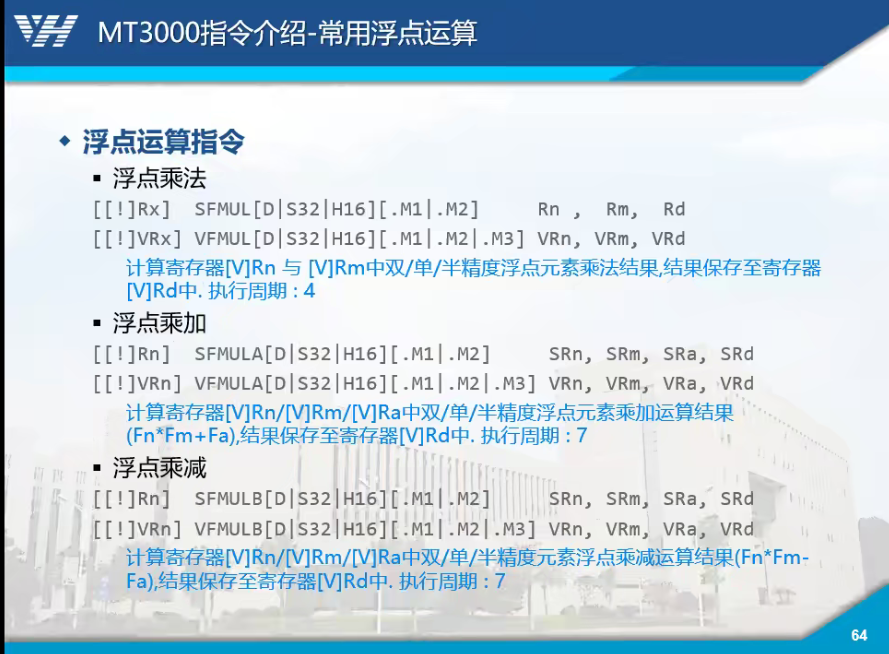 MT3000指令介绍-常用浮点运算
浮点运算指令
浮点乘法
[[!]Rx] SFMUL[D|S32|H16][.M1|.M2] Rn , Rm, Rd
[[!]VRx] VFMUL[D|S32|H16][.M1|.M2|.M3] VRn, VRm, VRd
计算寄存器[V]Rn 与 [V]Rm中双/单/半精度浮点元素乘法结果,结果保存至寄存器
[V]Rd中. 执行周期 : 4
浮点乘加
[[!]Rn] SFMULA[D|S32|H16][.M1|.M2] SRn, SRm, SRa, SRd
[[!]VRn] VFMULA[D|S32|H16][.M1|.M2|.M3] VRn, VRm, VRa, VRd
计算寄存器[V]Rn/[V]Rm/[V]Ra中双/单/半精度浮点元素乘加运算结果
(Fn*Fm+Fa),结果保存至寄存器[V]Rd中. 执行周期 : 7
浮点乘减
[[!]Rn] SFMULB[D|S32|H16][.M1|.M2] SRn, SRm, SRa, SRd
[[!]VRn] VFMULB[D|S32|H16][.M1|.M2|.M3] VRn, VRm, VRa, VRd
计算寄存器[V]Rn/[V]Rm/[V]Ra中双/单/半精度元素浮点乘减运算结果(Fn*Fm-
Fa),结果保存至寄存器[V]Rd中. 执行周期 : 7
64